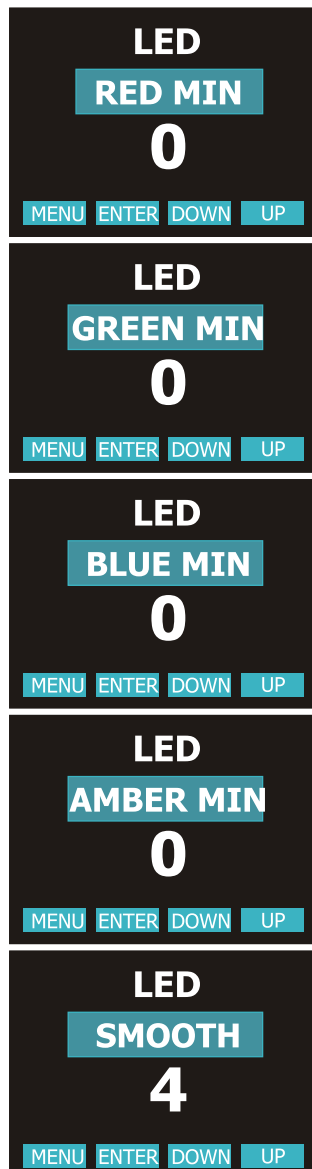 LED
RED MIN
0
MENU ENTER DOWN UP
LED
GREEN MIN
0
MENU ENTER DOWN UP
LED
BLUE MIN
0
MENU ENTER DOWN UP
LED
AMBER MIN
0
MENU ENTER DOWN UP
LED
SMOOTH
4
MENU ENTER DOWN UP